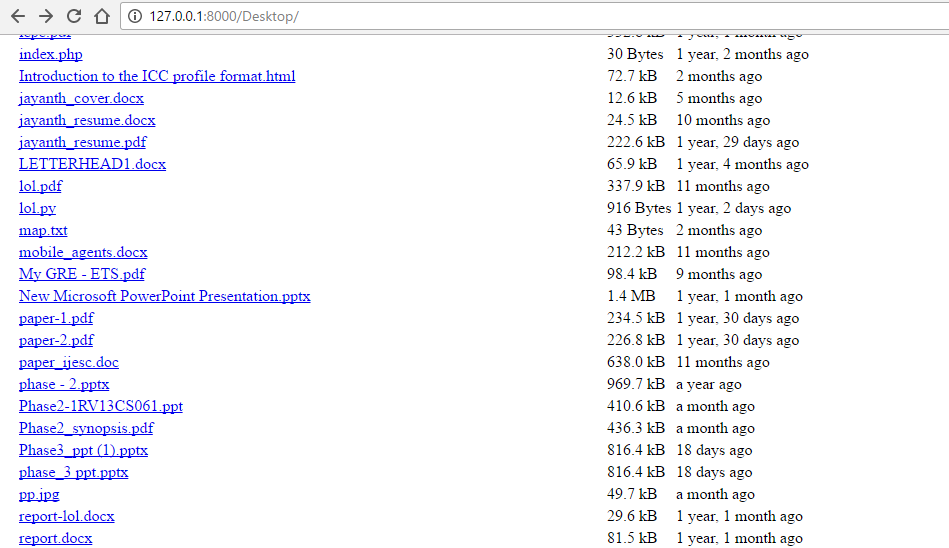 127.0.0.1:8000/Desktop/
index.php 30 Bytes 1 year, 2 months ago
Introduction to the ICC profile format.html 72.7 kB 2 months ago
jayanth_cover.docx 12.6 kB 5 months ago
jayanth_resume.docx 24.5 kB 10 months ago
jayanth_resume.pdf 222.6 kB 1 year, 29 days ago
LETTERHEAD1.docx 65.9 kB 1 year, 4 months ago
lol.pdf 337.9 kB 11 months ago
lol.py 916 Bytes 1 year, 2 days ago
map.txt 43 Bytes 2 months ago
mobile_agents.docx 212.2 kB 11 months ago
My GRE - ETS.pdf 98.4 kB 9 months ago
New Microsoft PowerPoint Presentation.pptx 1.4 MB 1 year, 1 month ago
paper-1.pdf 234.5 kB 1 year, 30 days ago
paper-2.pdf 226.8 kB 1 year, 30 days ago
paper_ijesc.doc 638.0 kB 11 months ago
phase - 2.pptx 969.7 kB a year ago
Phase2-1RV13CS061.ppt 410.6 kB a month ago
Phase2_synopsis.pdf 436.3 kB a month ago
Phase3_ppt (1).pptx 816.4 kB 18 days ago
phase_3 ppt.pptx 816.4 kB 18 days ago
pp.jpg 49.7 kB a month ago
report-lol.docx 29.6 kB 1 year, 1 month ago
report.docx 81.5 kB 1 year, 1 month ago